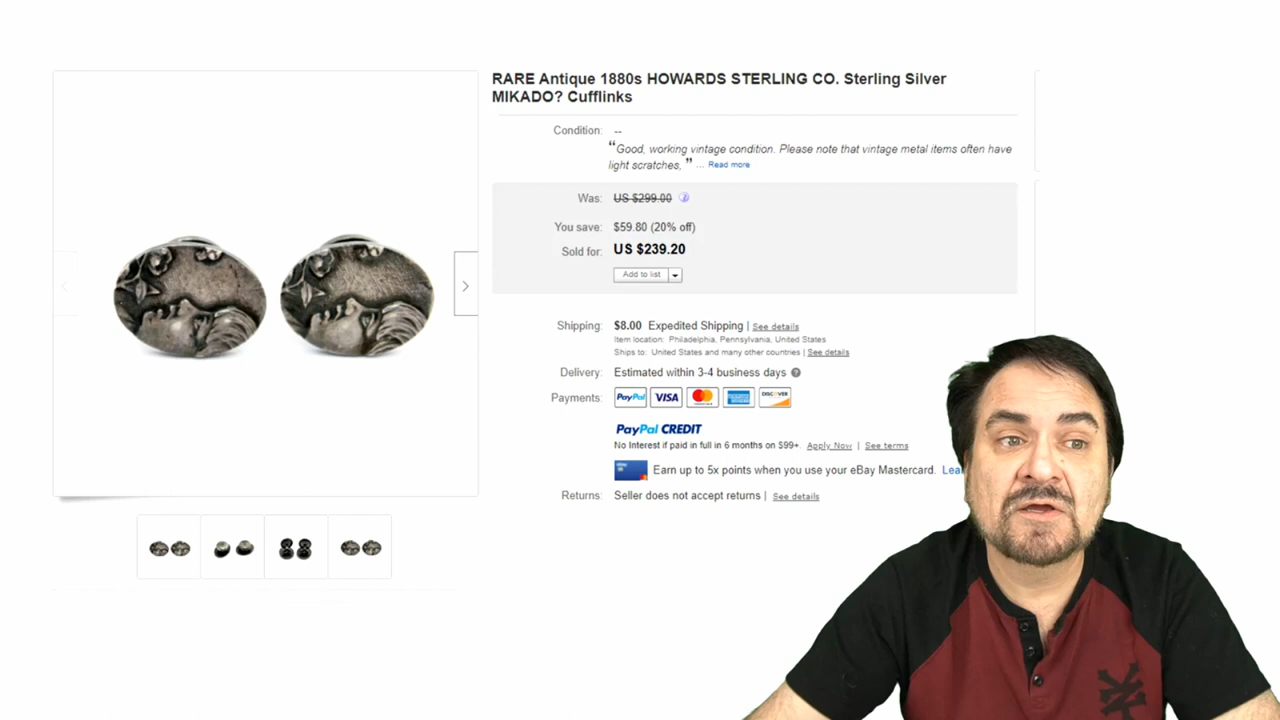 RARE Antique 1880s HOWARDS STERLING CO. Sterling Silver
MIKADO? Cufflinks
Condition: --
“Good, working vintage condition. Please note that vintage metal items often have
light scratches, ” ... Read more
Was: US $299.00
You save: $59.80 (20% off)
Sold for: US $239.20
Add to list
Shipping: $8.00 Expedited Shipping | See details
Item location: Philadelphia, Pennsylvania, United States
Ships to: United States and many other countries | See details
Delivery: Estimated within 3-4 business days ?
Payments: PayPal VISA MasterCard DISCOVER
PayPal CREDIT
No Interest if paid in full in 6 months on $99+. Apply Now | See terms
Earn up to 5x points when you use your eBay Mastercard. Lea
Returns: Seller does not accept returns | See details